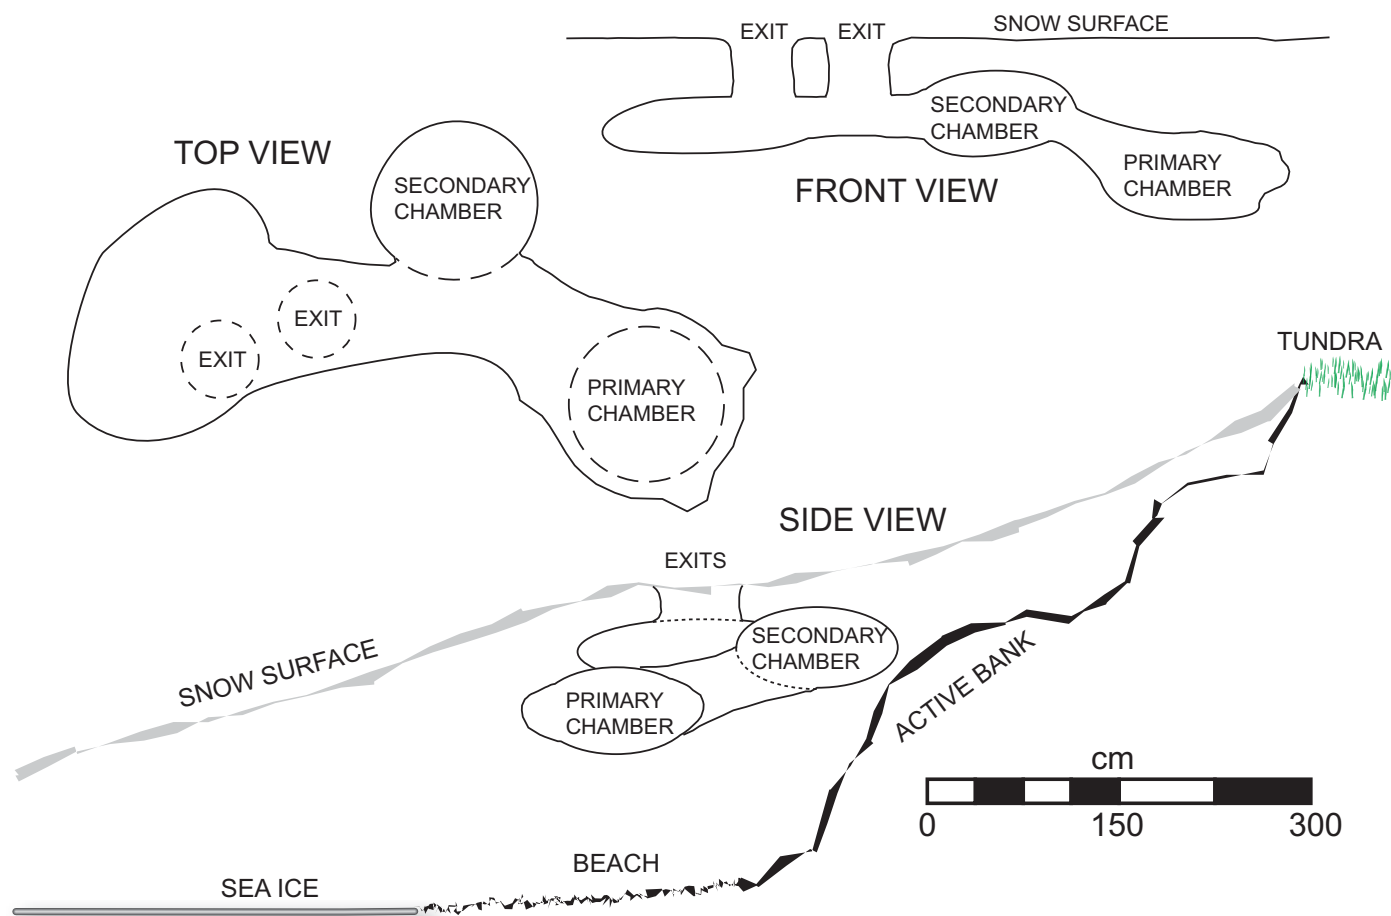 EXIT
EXIT
SNOW SURFACE
SECONDARY
CHAMBER
PRIMARY
CHAMBER
FRONT VIEW
TOP VIEW
SECONDARY
CHAMBER
EXIT
EXIT
PRIMARY
CHAMBER
TUNDRA
SIDE VIEW
EXITS
SNOW SURFACE
SECONDARY
CHAMBER
PRIMARY
CHAMBER
ACTIVE BANK
cm
0 150 300
BEACH
SEA ICE